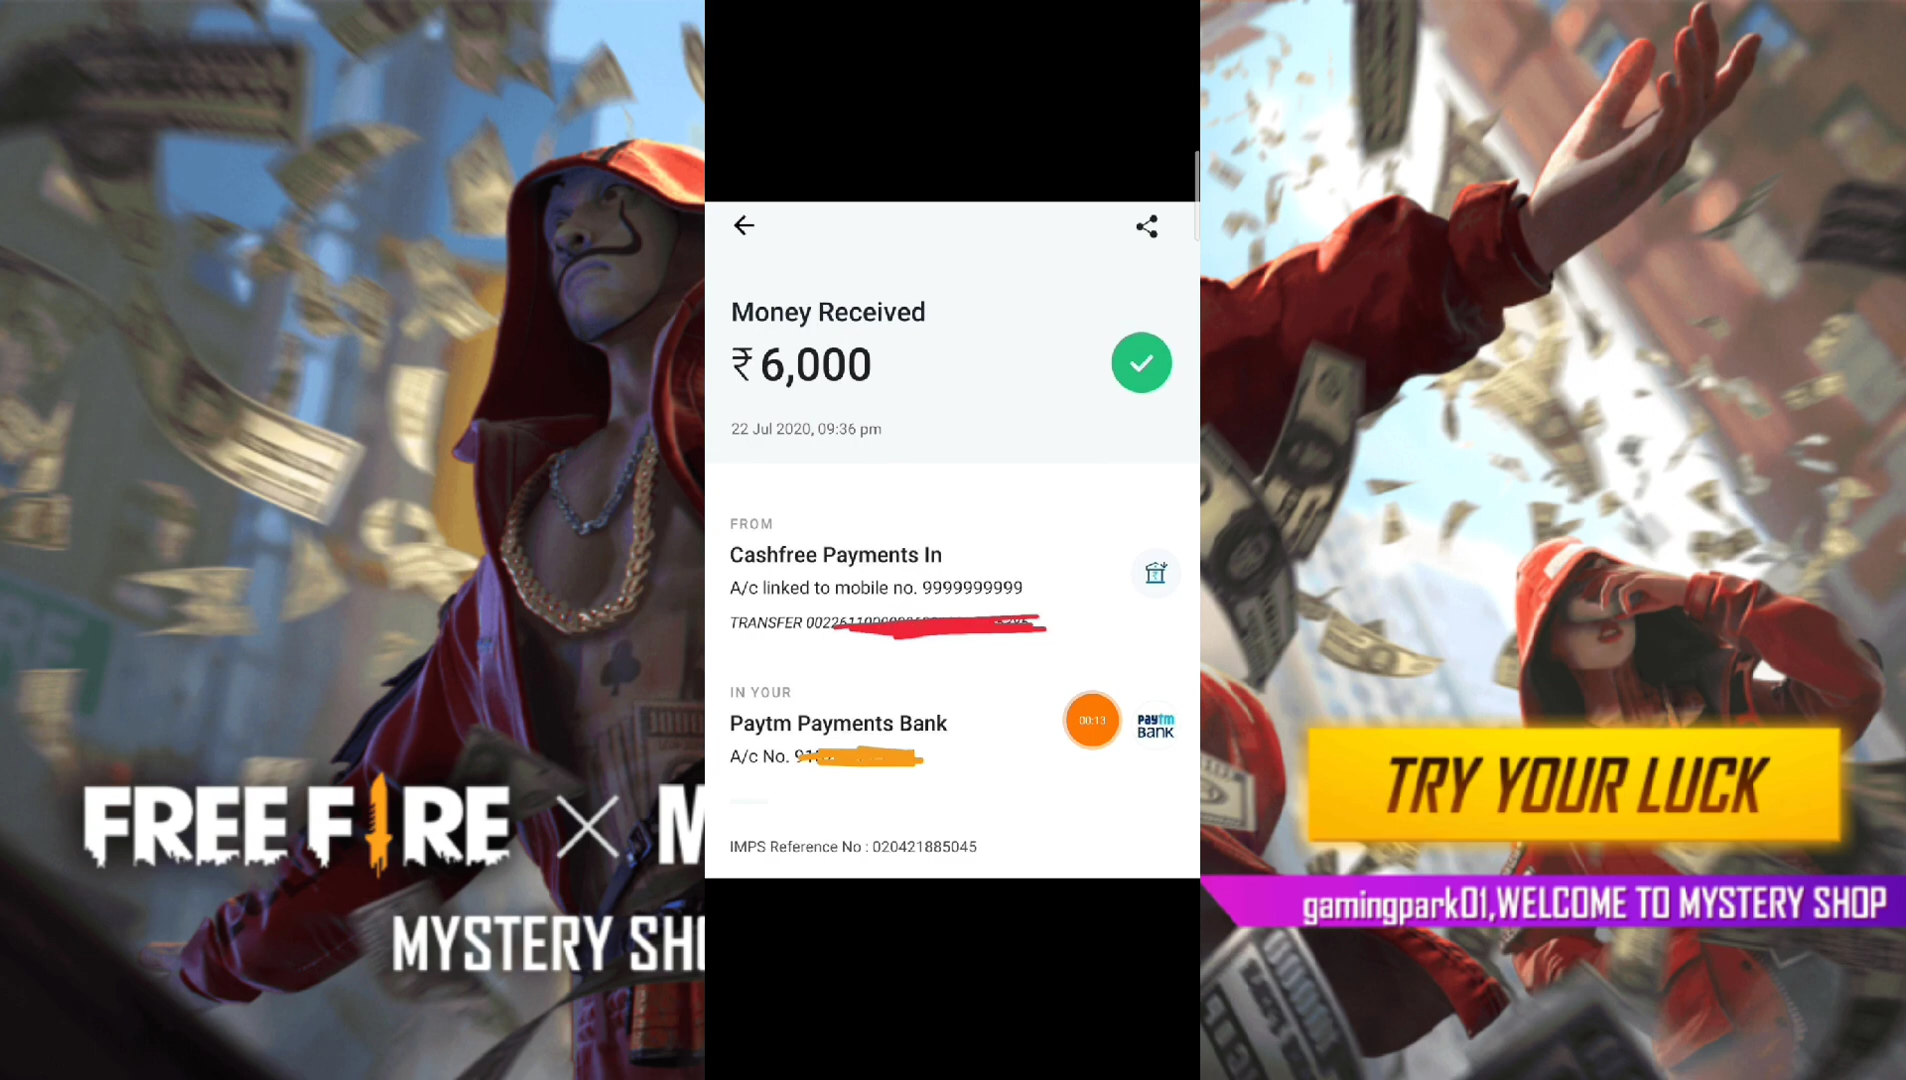 Money Received
₹6,000
22 Jul 2020, 09:36 pm
FROM
Cashfree Payments In
A/c linked to mobile no. 9999999999
TRANSFER
IN YOUR
Paytm Payments Bank
00:13
paytm
BANK
A/c No.
IMPS Reference No : 020421885045
FREE FIRE X M
MYSTERY SHO
TRY YOUR LUCK
gamingpark01,WELCOME TO MYSTERY SHOP